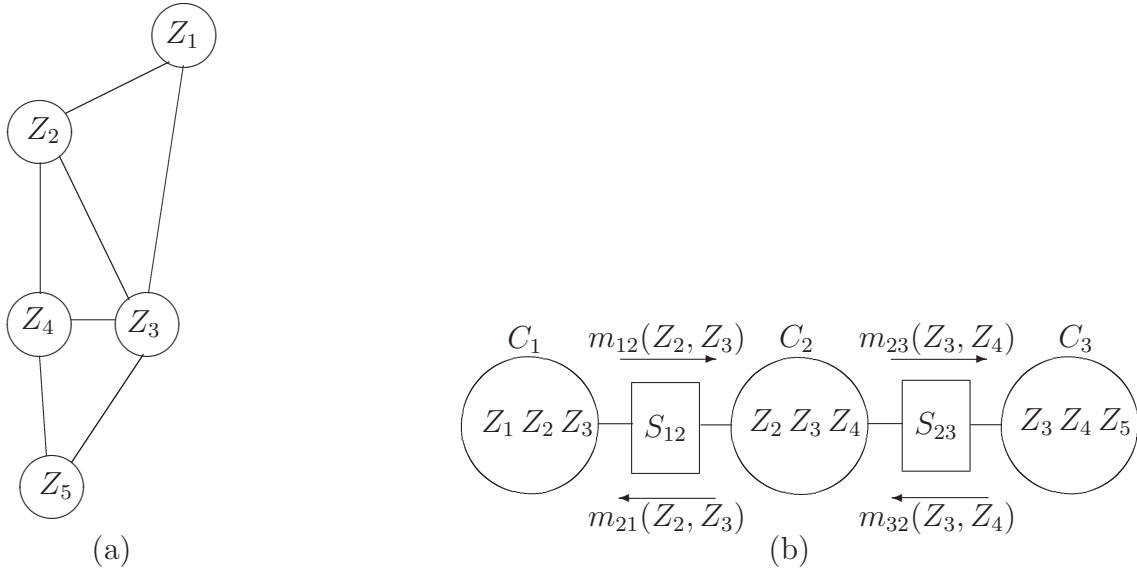 Z₁
Z₂
Z₄
Z₃
Z₅
(a)
C₁
m₁₂(Z₂, Z₃)
C₂
m₂₃(Z₃, Z₄)
C₃
Z₁ Z₂ Z₃
S₁₂
Z₂ Z₃ Z₄
S₂₃
Z₃ Z₄ Z₅
m₂₁(Z₂, Z₃)
m₃₂(Z₃, Z₄)
(b)